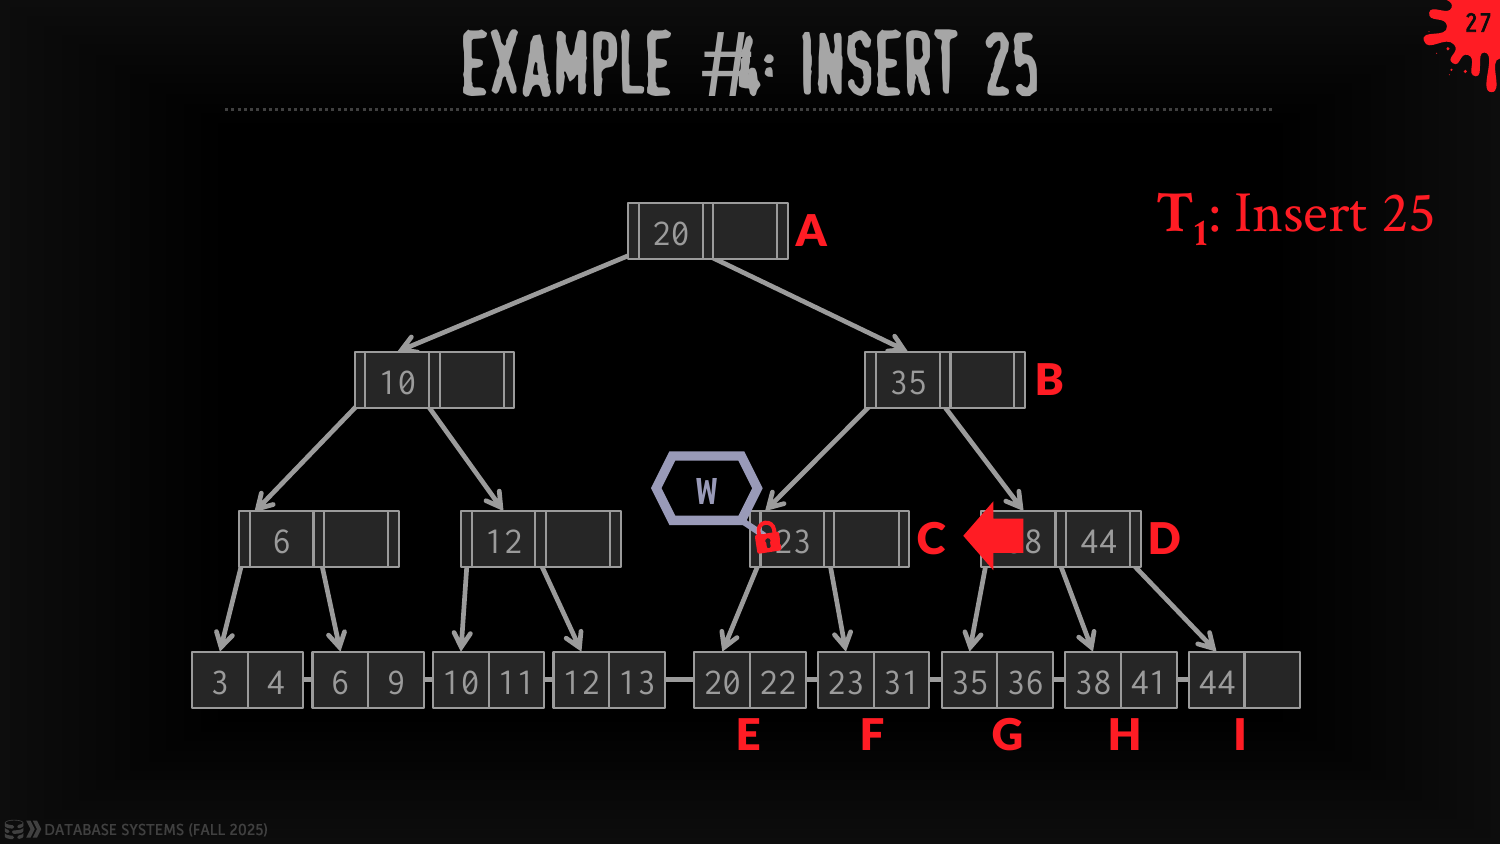 27
EXAMPLE #4: INSERT 25
T1: Insert 25
20 A
10
35 B
W
6
12
23 C
8 44 D
3 4
6 9
10 11
12 13
20 22
23 31
35 36
38 41
44
E F G H I
DATABASE SYSTEMS (FALL 2025)